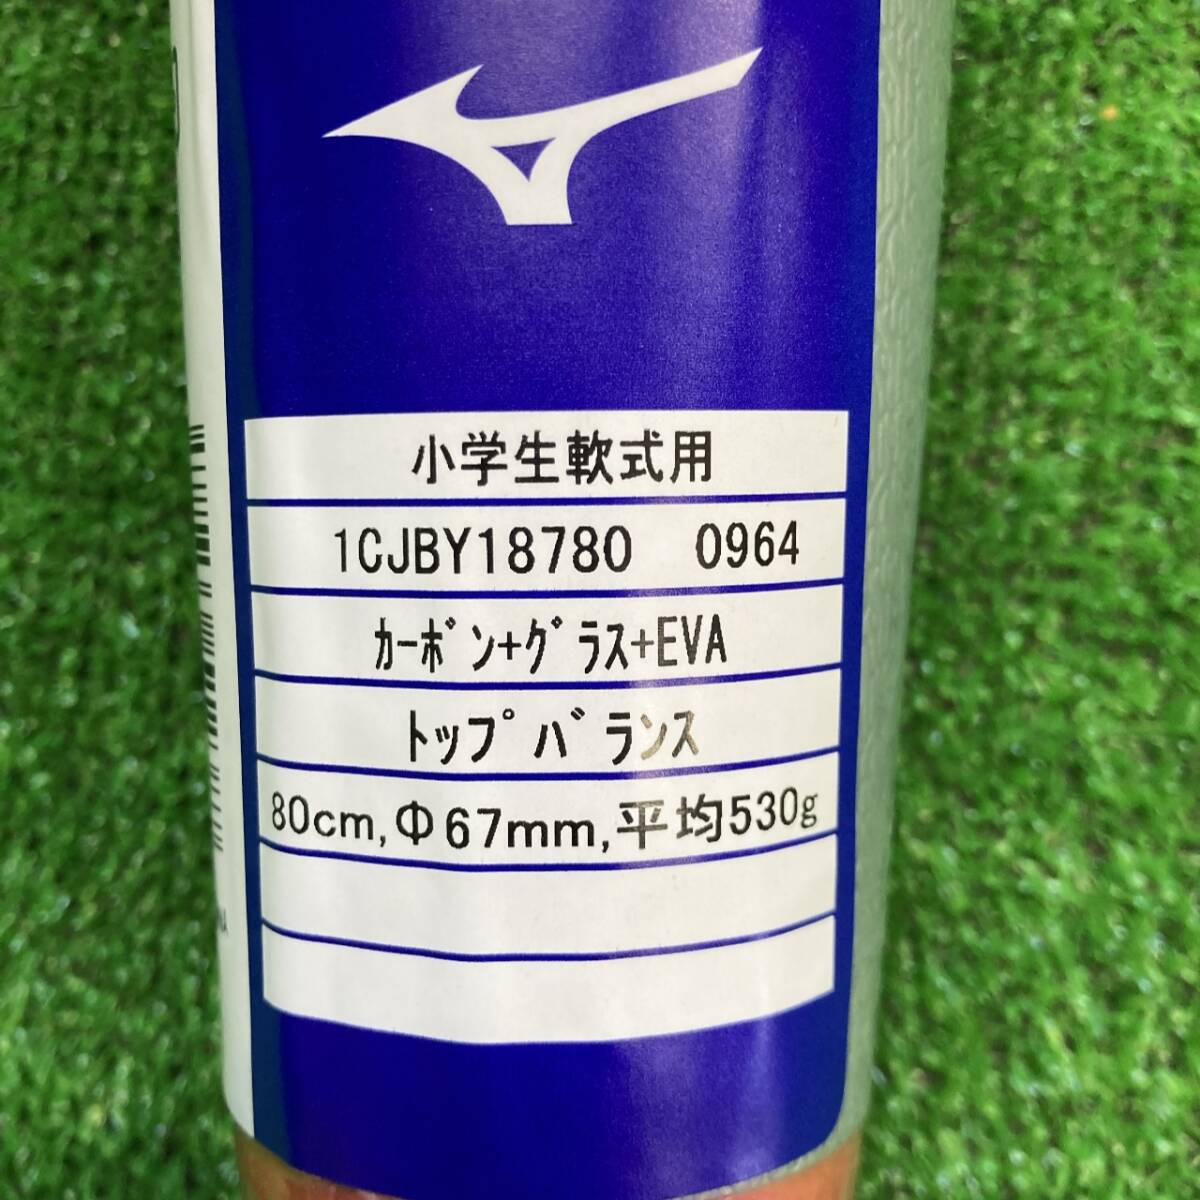 小学生軟式用
1CJBY18780 0964
ｶｰﾎﾞﾝ+ｸﾞﾗｽ+EVA
ﾄｯﾌﾟﾊﾞﾗﾝｽ
80cm,Φ67mm,平均530g